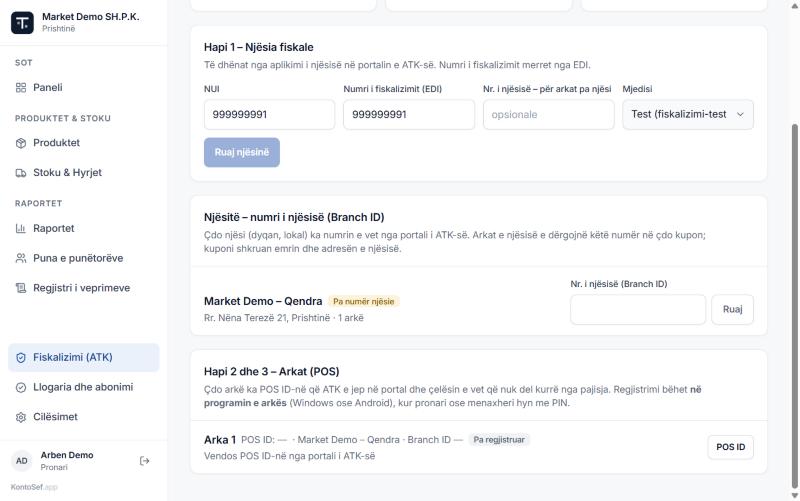 Market Demo SH.P.K.
Prishtinë
SOT
Paneli
PRODUKTET & STOKU
Produktet
Stoku & Hyrjet
RAPORTET
Raportet
Puna e punëtorëve
Regjistri i veprimeve
Fiskalizimi (ATK)
Llogaria dhe abonimi
Cilësimet
AD
Arben Demo
Pronari
KontoSef.app
Hapi 1 – Njësia fiskale
Të dhënat nga aplikimi i njësisë në portalin e ATK-së. Numri i fiskalizimit merret nga EDI.
NUI
Numri i fiskalizimit (EDI)
Nr. i njësisë – për arkat pa njësi
Mjedisi
999999991
999999991
opsionale
Test (fiskalizimi-test
Ruaj njësinë
Njësitë – numri i njësisë (Branch ID)
Çdo njësi (dyqan, lokal) ka numrin e vet nga portali i ATK-së. Arkat e njësisë e dërgojnë këtë numër në çdo kupon;
kuponi shkruan emrin dhe adresën e njësisë.
Nr. i njësisë (Branch ID)
Market Demo – Qendra Pa numër njësie
Rr. Nëna Terezë 21, Prishtinë · 1 arkë
Ruaj
Hapi 2 dhe 3 – Arkat (POS)
Çdo arkë ka POS ID-në që ATK e jep në portal dhe çelësin e vet që nuk del kurrë nga pajisja. Regjistrimi bëhet në
programin e arkës (Windows ose Android), kur pronari ose menaxheri hyn me PIN.
Arka 1 POS ID: — · Market Demo – Qendra · Branch ID — Pa regjistruar
Vendos POS ID-në nga portali i ATK-së
POS ID